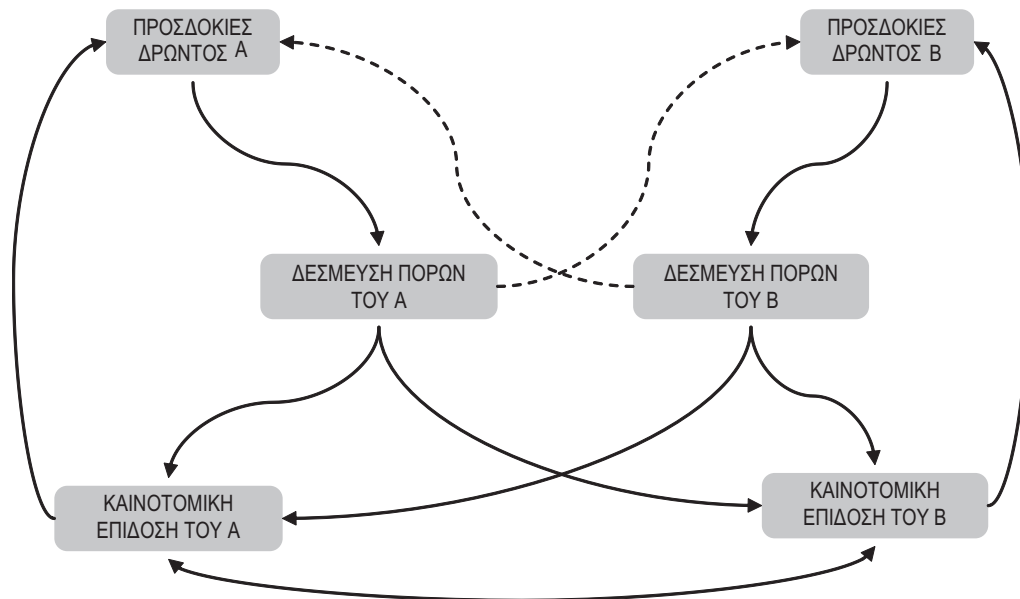 ΠΡΟΣΔΟΚΙΕΣ
ΔΡΩΝΤΟΣ Α
ΠΡΟΣΔΟΚΙΕΣ
ΔΡΩΝΤΟΣ Β
ΔΕΣΜΕΥΣΗ ΠΟΡΩΝ
ΤΟΥ Α
ΔΕΣΜΕΥΣΗ ΠΟΡΩΝ
ΤΟΥ Β
ΚΑΙΝΟΤΟΜΙΚΗ
ΕΠΙΔΟΣΗ ΤΟΥ Α
ΚΑΙΝΟΤΟΜΙΚΗ
ΕΠΙΔΟΣΗ ΤΟΥ Β